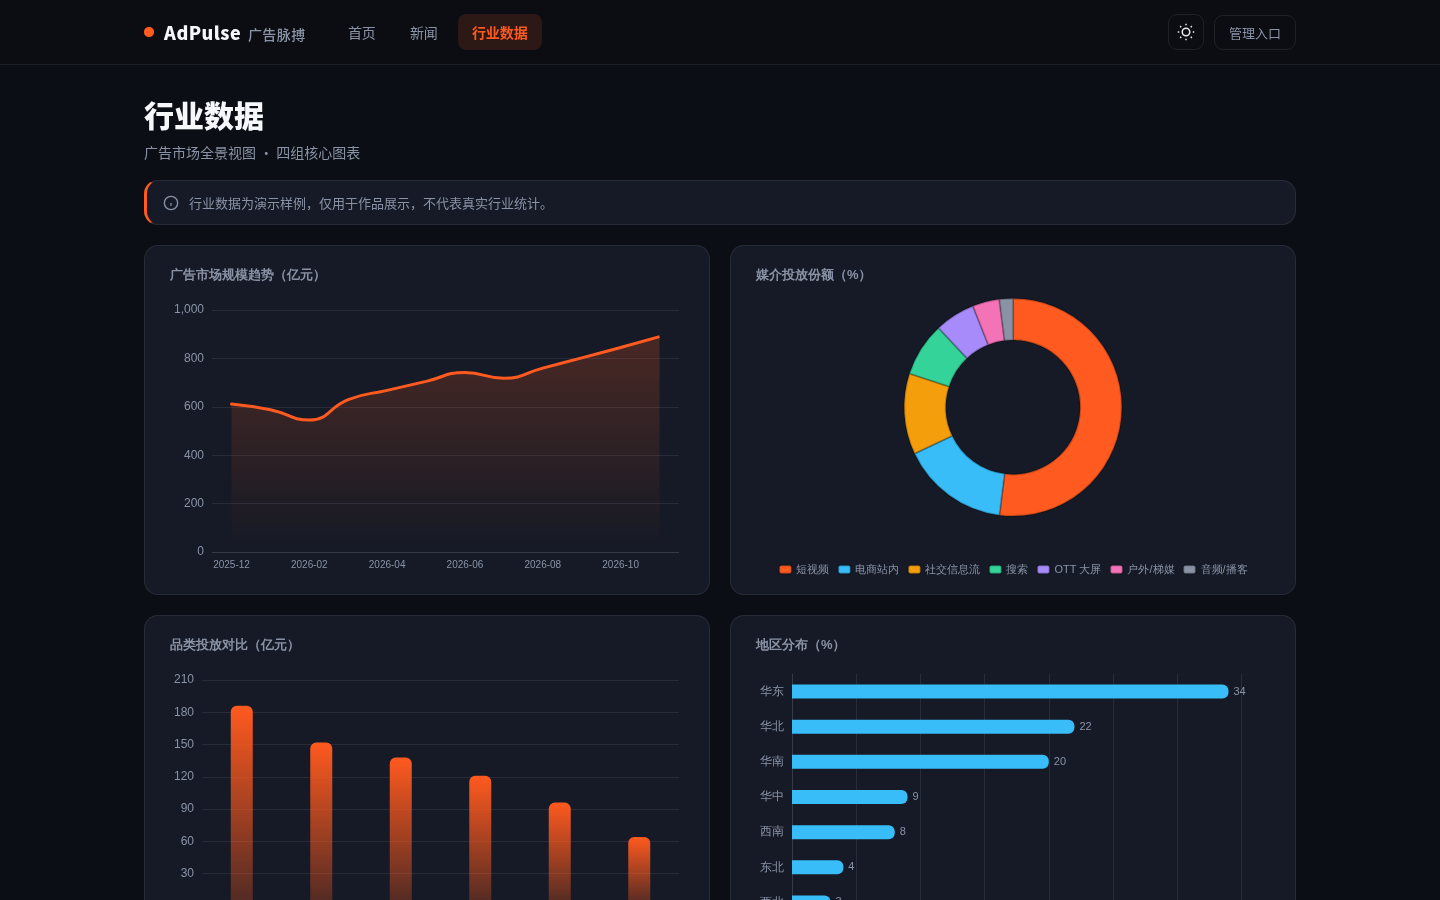 AdPulse 广告脉搏
首页
新闻
行业数据
管理入口
行业数据
广告市场全景视图 · 四组核心图表
行业数据为演示样例，仅用于作品展示，不代表真实行业统计。
广告市场规模趋势（亿元）
1,000
800
600
400
200
0
2025-12 2026-02 2026-04 2026-06 2026-08 2026-10
媒介投放份额（%）
短视频 电商站内 社交信息流 搜索 OTT 大屏 户外/梯媒 音频/播客
品类投放对比（亿元）
210
180
150
120
90
60
30
地区分布（%）
华东 34
华北 22
华南 20
华中 9
西南 8
东北 4